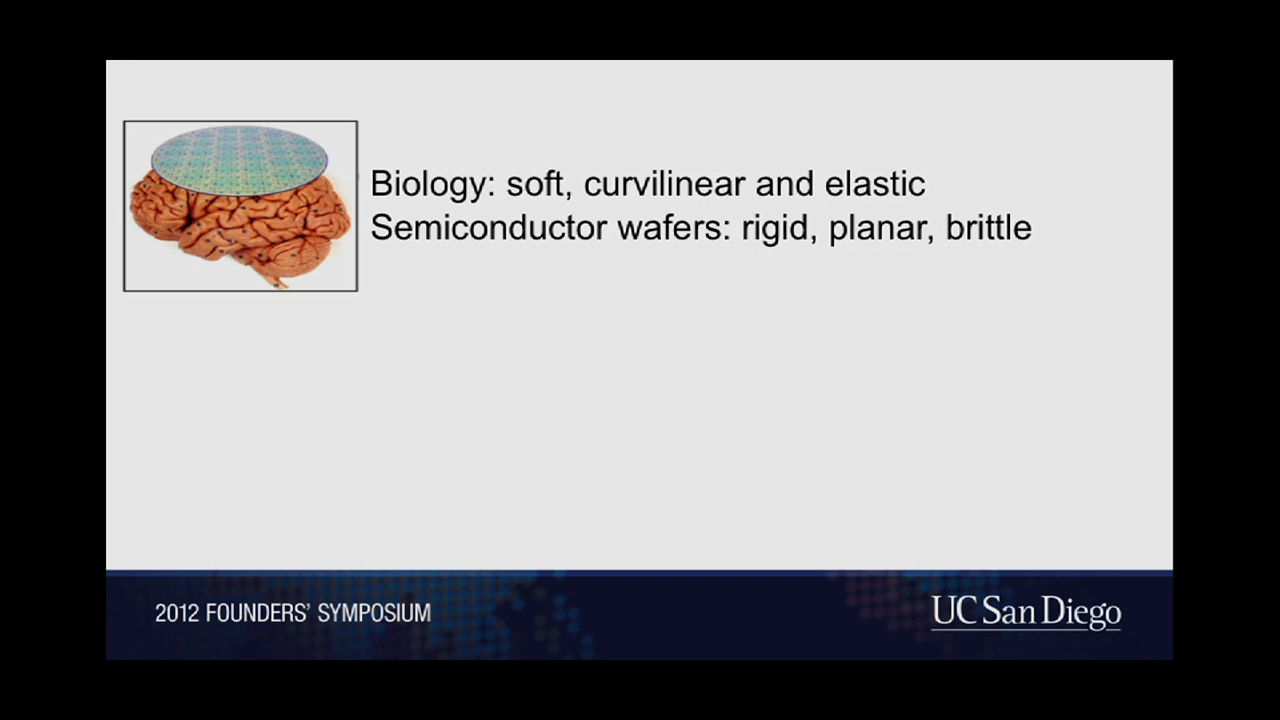 Biology: soft, curvilinear and elastic
Semiconductor wafers: rigid, planar, brittle
2012 FOUNDERS’ SYMPOSIUM
UC San Diego